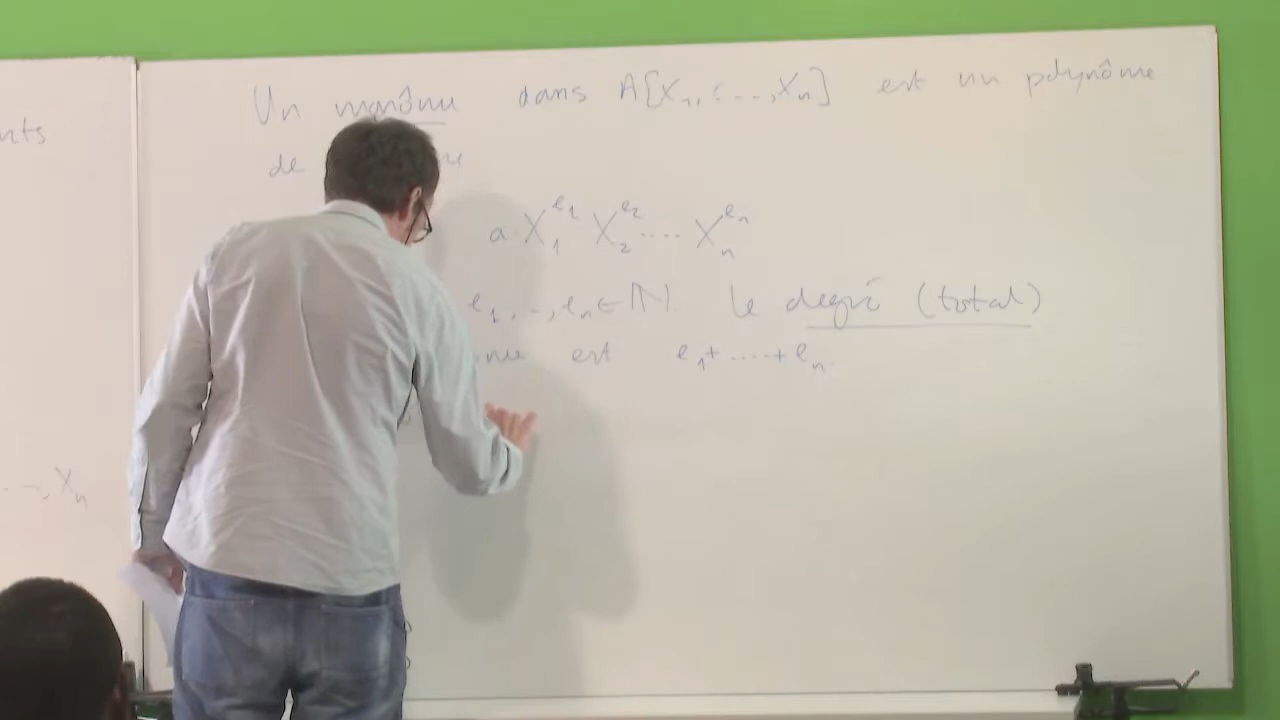 nts
..., Xₙ
Un monôme dans A[X₁, ..., Xₙ] est un polynôme
de
a X₁^{e₁} X₂^{e₂} .... Xₙ^{eₙ}
e₁, .., eₙ ∈ ℕ. Le degré (total)
est e₁+ .....+eₙ.